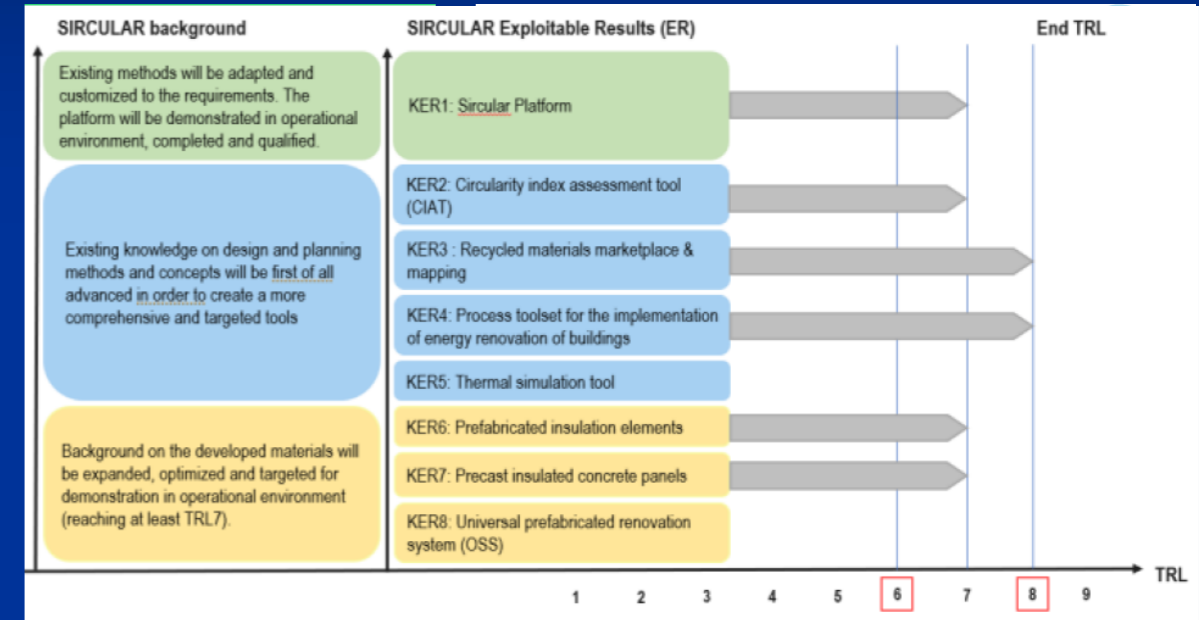 SIRCULAR background
SIRCULAR Exploitable Results (ER)
End TRL
Existing methods will be adapted and
customized to the requirements. The
platform will be demonstrated in operational
environment, completed and qualified.
KER1: Sircular Platform
Existing knowledge on design and planning
methods and concepts will be first of all
advanced in order to create a more
comprehensive and targeted tools
KER2: Circularity index assessment tool
(CIAT)
KER3 : Recycled materials marketplace &
mapping
KER4: Process toolset for the implementation
of energy renovation of buildings
KER5: Thermal simulation tool
Background on the developed materials will
be expanded, optimized and targeted for
demonstration in operational environment
(reaching at least TRL7).
KER6: Prefabricated insulation elements
KER7: Precast insulated concrete panels
KER8: Universal prefabricated renovation
system (OSS)
TRL
1 2 3 4 5 6 7 8 9